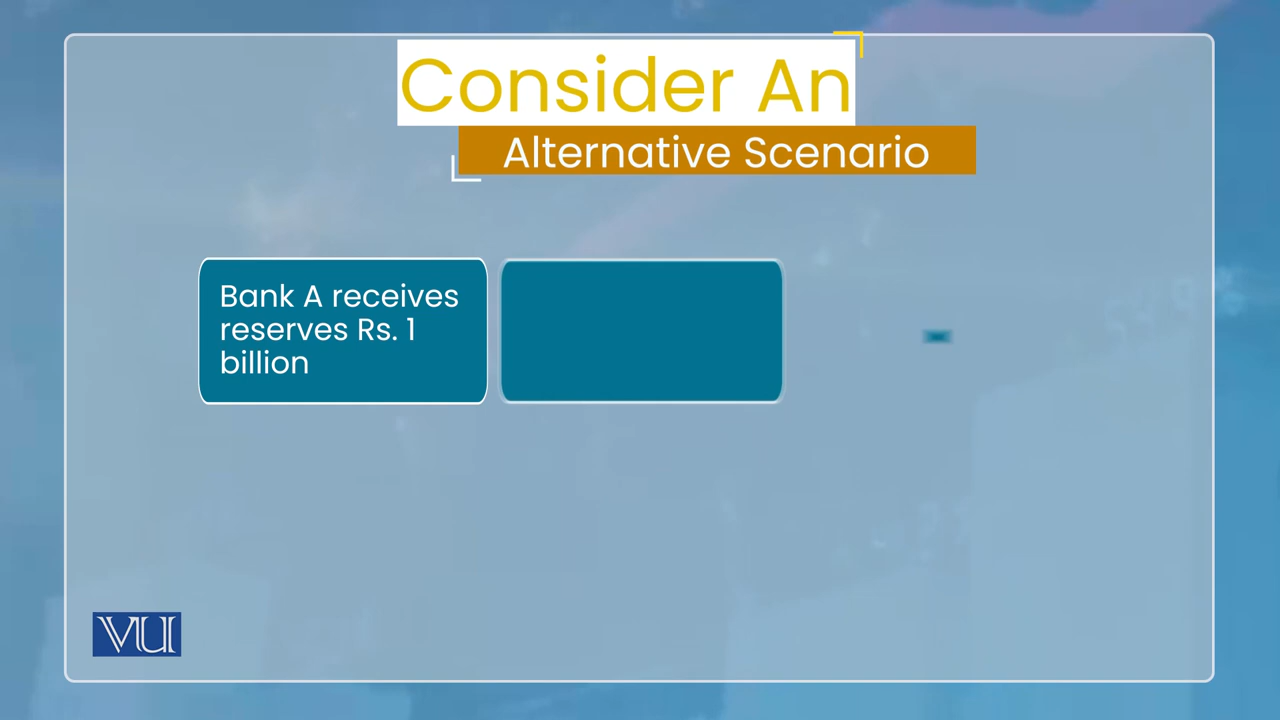 Consider An
Alternative Scenario
Bank A receives
reserves Rs. 1
billion
VU